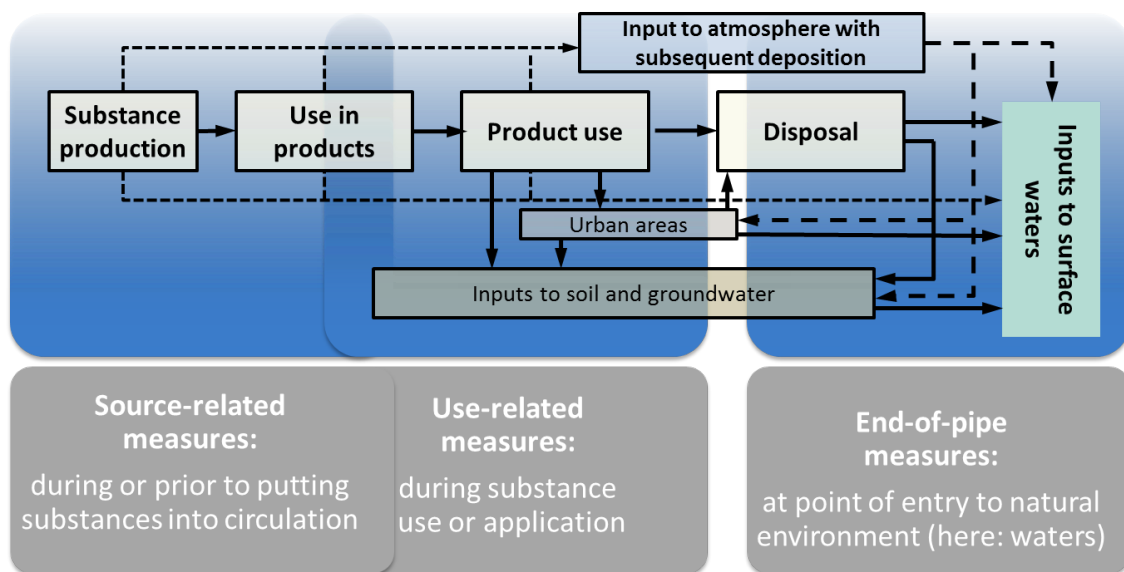 Input to atmosphere with
subsequent deposition
Substance
production
Use in
products
Product use
Disposal
Inputs to surface
waters
Urban areas
Inputs to soil and groundwater
Source-related
measures:
during or prior to putting
substances into circulation
Use-related
measures:
during substance
use or application
End-of-pipe
measures:
at point of entry to natural
environment (here: waters)